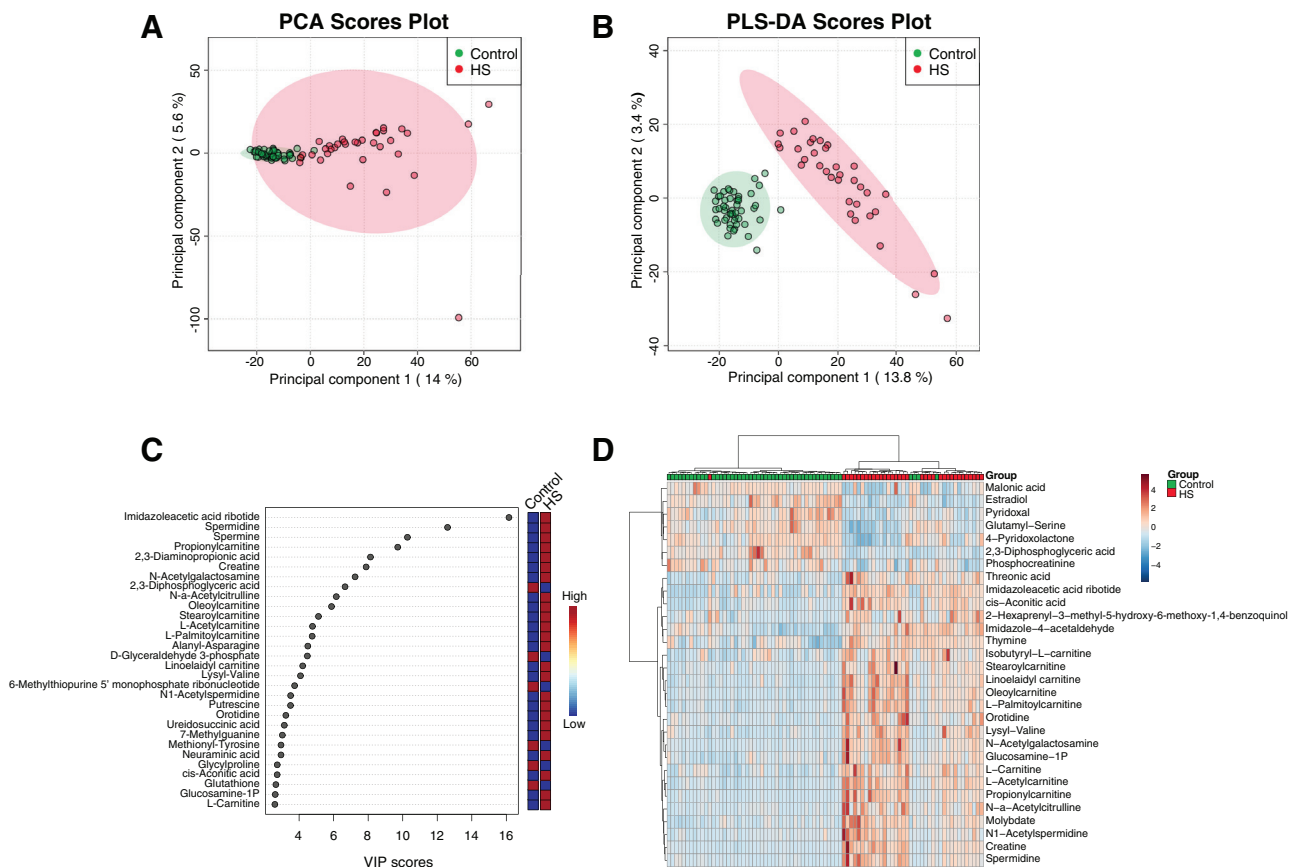 A
PCA Scores Plot
Control
HS
Principal component 2 ( 5.6 %)
50
0
-50
-100
-20
0
20
40
60
Principal component 1 ( 14 %)
B
PLS-DA Scores Plot
Control
HS
Principal component 2 ( 3.4 %)
40
20
0
-20
-40
-20
0
20
40
60
Principal component 1 ( 13.8 %)
C
Control
HS
Imidazoleacetic acid ribotide
Spermidine
Spermine
Propionylcarnitine
2,3-Diaminopropionic acid
Creatine
N-Acetylgalactosamine
2,3-Diphosphoglyceric acid
N-a-Acetylcitrulline
Oleoylcarnitine
Stearoylcarnitine
L-Acetylcarnitine
L-Palmitoylcarnitine
Alanyl-Asparagine
D-Glyceraldehyde 3-phosphate
Linoelaidyl carnitine
Lysyl-Valine
6-Methylthiopurine 5' monophosphate ribonucleotide
N1-Acetylspermidine
Putrescine
Orotidine
Ureidosuccinic acid
7-Methylguanine
Methionyl-Tyrosine
Neuraminic acid
Glycylproline
cis-Aconitic acid
Glutathione
Glucosamine-1P
L-Carnitine
High
Low
4
6
8
10
12
14
16
VIP scores
D
Group
Malonic acid
Estradiol
Pyridoxal
Glutamyl−Serine
4−Pyridoxolactone
2,3−Diphosphoglyceric acid
Phosphocreatinine
Threonic acid
Imidazoleacetic acid ribotide
cis−Aconitic acid
2−Hexaprenyl−3−methyl−5−hydroxy−6−methoxy−1,4−benzoquinol
Imidazole−4−acetaldehyde
Thymine
Isobutyryl−L−carnitine
Stearoylcarnitine
Linoelaidyl carnitine
Oleoylcarnitine
L−Palmitoylcarnitine
Orotidine
Lysyl−Valine
N−Acetylgalactosamine
Glucosamine−1P
L−Carnitine
L−Acetylcarnitine
Propionylcarnitine
N−a−Acetylcitrulline
Molybdate
N1−Acetylspermidine
Creatine
Spermidine
4
2
0
−2
−4
Group
Control
HS